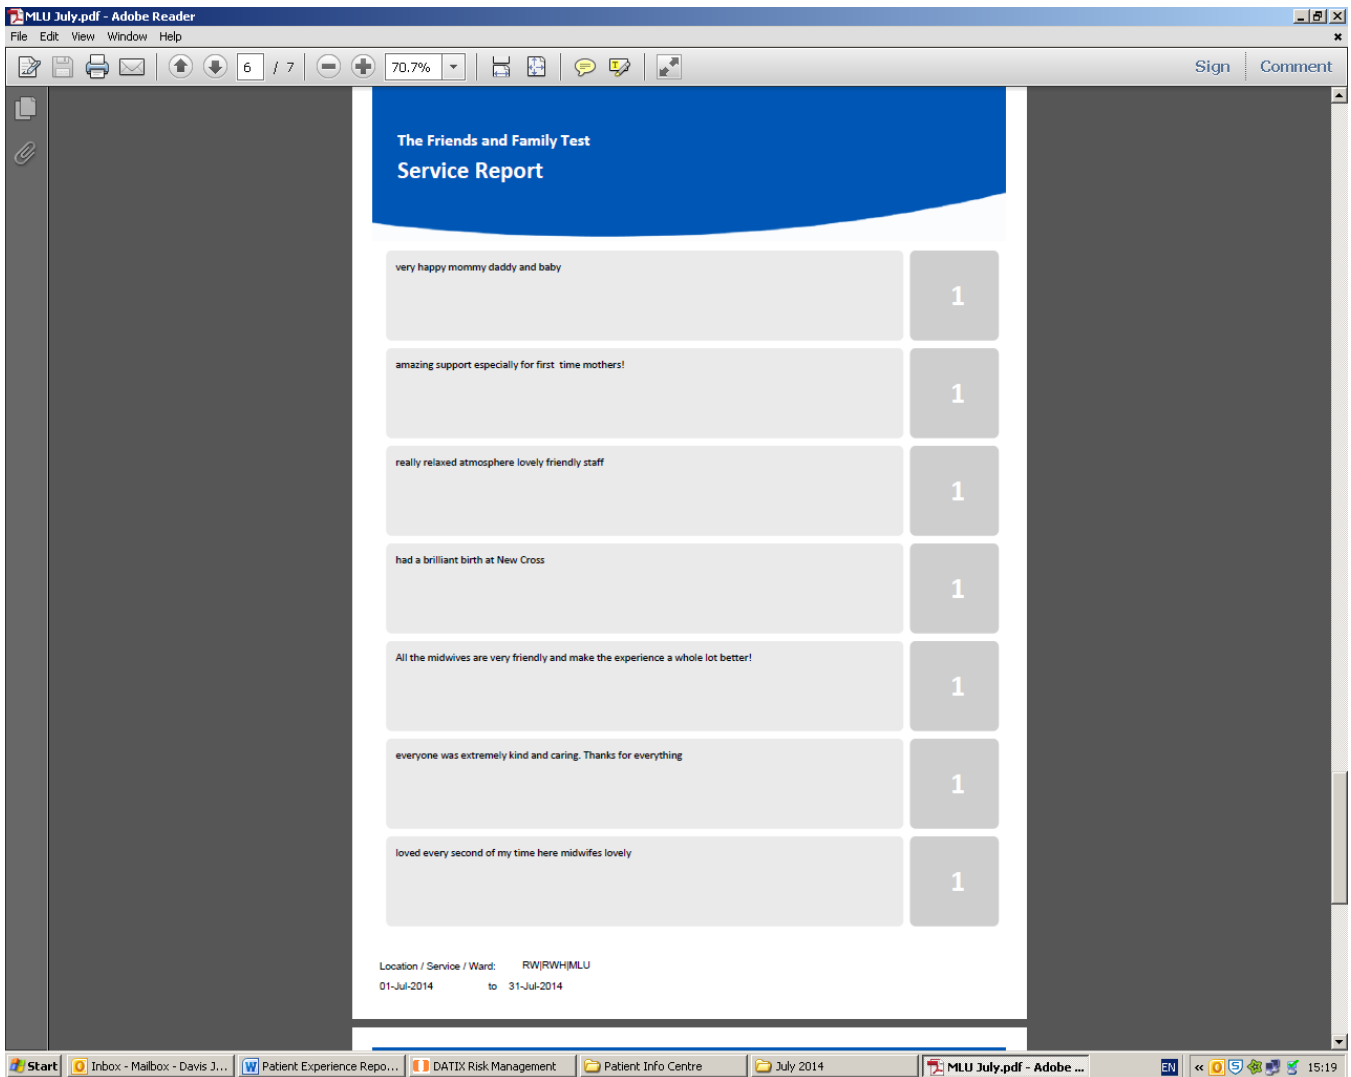 MLU July.pdf - Adobe Reader
File Edit View Window Help
6 / 7 70.7% Sign Comment
The Friends and Family Test
Service Report
very happy mommy daddy and baby
1
amazing support especially for first time mothers!
1
really relaxed atmosphere lovely friendly staff
1
had a brilliant birth at New Cross
1
All the midwives are very friendly and make the experience a whole lot better!
1
everyone was extremely kind and caring. Thanks for everything
1
loved every second of my time here midwifes lovely
1
Location / Service / Ward: RW|RWH|MLU
01-Jul-2014 to 31-Jul-2014
Start Inbox - Mailbox - Davis J... Patient Experience Repo... DATIX Risk Management Patient Info Centre July 2014 MLU July.pdf - Adobe ... EN « 15:19